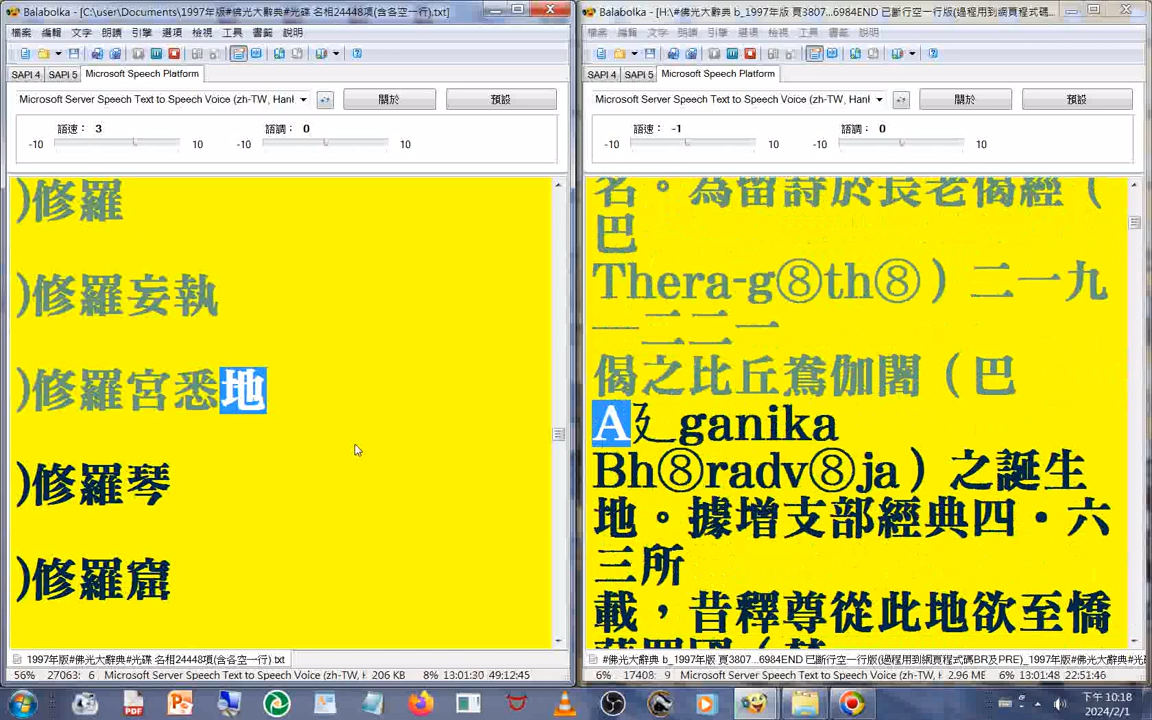 Balabolka - [C:\user\Documents\1997年版#佛光大辭典#光碟 名相24448項(含各空一行).txt]
檔案 編輯 文字 朗讀 引擎 選項 檢視 工具 書籤 說明
SAPI 4 SAPI 5 Microsoft Speech Platform
Microsoft Server Speech Text to Speech Voice (zh-TW, Hanl
關於 預設
語速： 3 語調： 0
-10 10 -10 10
)修羅
)修羅妄執
)修羅宮悉地
)修羅琴
)修羅窟
1997年版#佛光大辭典#光碟 名相24448項(含各空一行).txt
56% 27063: 6 Microsoft Server Speech Text to Speech Voice (zh-TW, H 206 KB 8% 13:01:30 49:12:45
Balabolka - [H:\#佛光大辭典 b_1997年版 頁3807...6984END 已斷行空一行版(過程用到網頁程式碼
檔案 編輯 文字 朗讀 引擎 選項 檢視 工具 書籤 說明
SAPI 4 SAPI 5 Microsoft Speech Platform
Microsoft Server Speech Text to Speech Voice (zh-TW, Hanl
關於 預設
語速： -1 語調： 0
-10 10 -10 10
名。為留詩於長老偈經（
巴
Thera-g⑧th⑧）二一九
—二二一
偈之比丘鴦伽闍（巴
A廴ganika
Bh⑧radv⑧ja）之誕生
地。據增支部經典四・六
三所
載，昔釋尊從此地欲至憍
#佛光大辭典 b_1997年版 頁3807...6984END 已斷行空一行版(過程用到網頁程式碼BR及PRE)_1997年版#光
6% 17408: 9 Microsoft Server Speech Text to Speech Voice (zh-TW, H 2.96 ME 6% 13:01:48 22:51:46
下午 10:18
2024/2/1